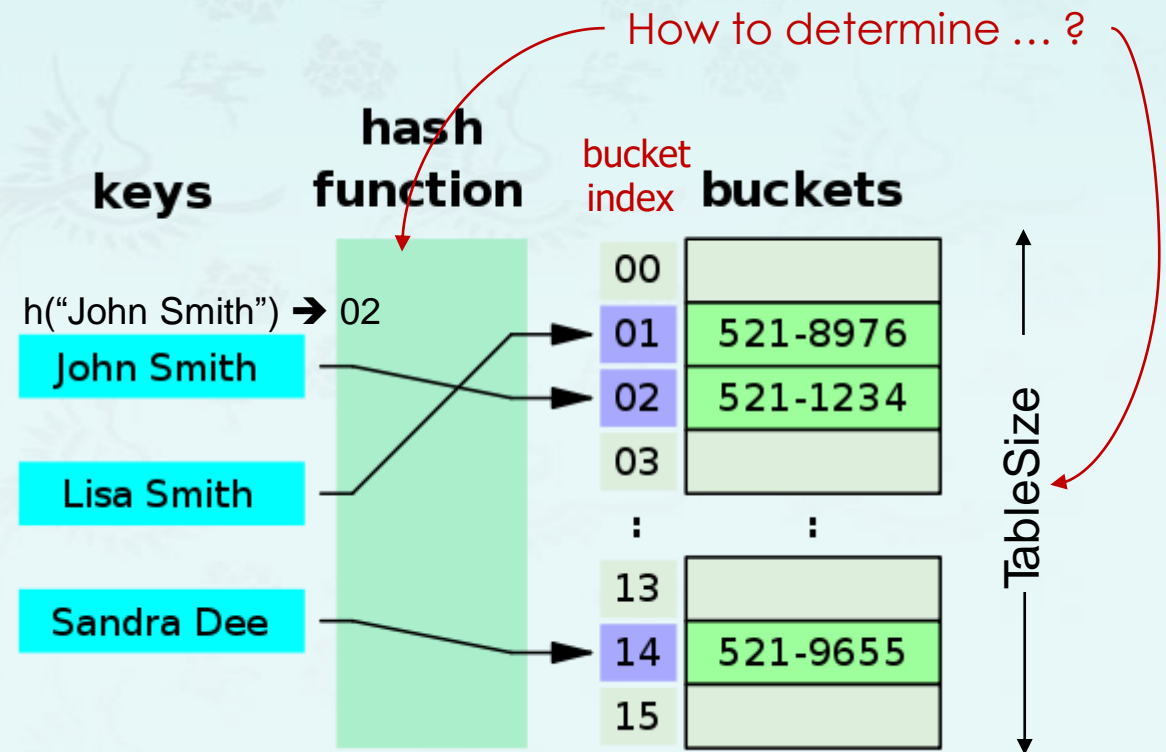 How to determine … ?
hash
function
keys
bucket
index
buckets
h(“John Smith”) ➔ 02
John Smith
Lisa Smith
Sandra Dee
00
01 521-8976
02 521-1234
03
: :
13
14 521-9655
15
TableSize